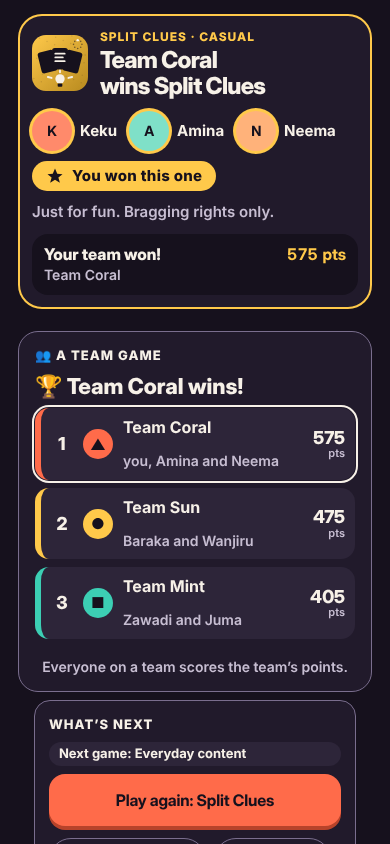 SPLIT CLUES · CASUAL
Team Coral
wins Split Clues
K Keku A Amina N Neema
You won this one
Just for fun. Bragging rights only.
Your team won! 575 pts
Team Coral
A TEAM GAME
Team Coral wins!
1 Team Coral 575 pts
you, Amina and Neema
2 Team Sun 475 pts
Baraka and Wanjiru
3 Team Mint 405 pts
Zawadi and Juma
Everyone on a team scores the team’s points.
WHAT’S NEXT
Next game: Everyday content
Play again: Split Clues